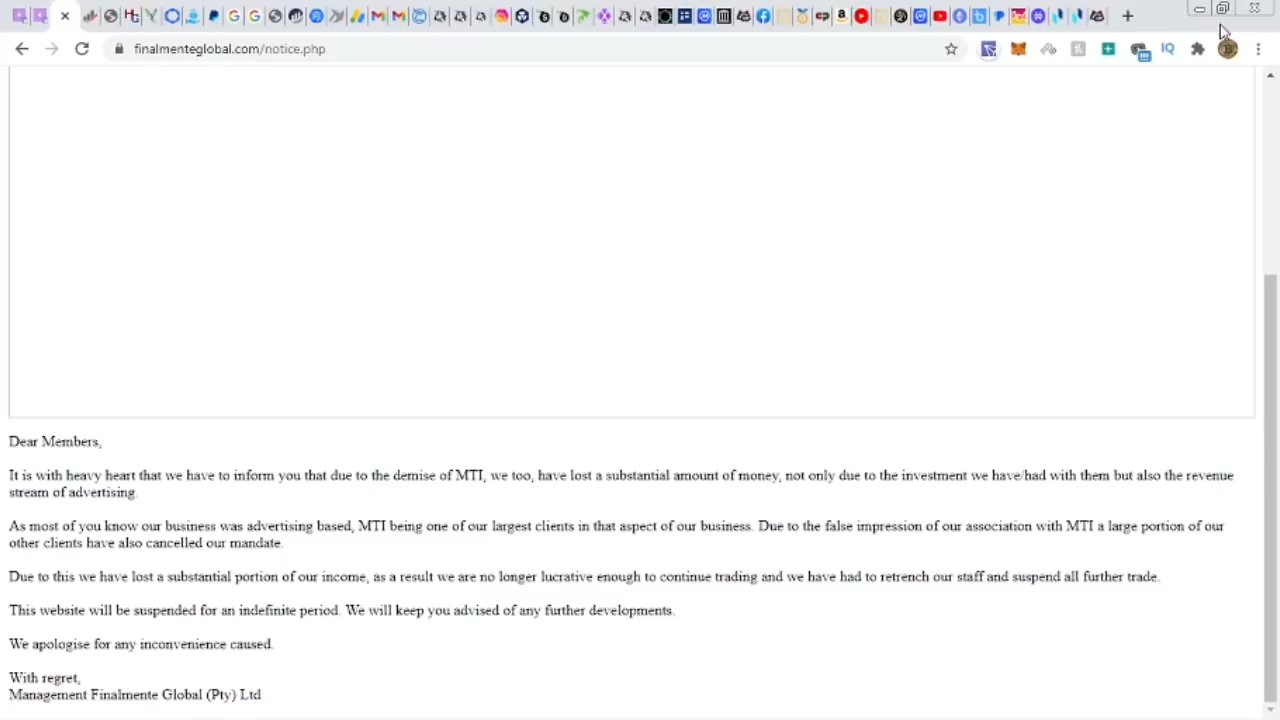 finalmenteglobal.com/notice.php
Dear Members,
It is with heavy heart that we have to inform you that due to the demise of MTI, we too, have lost a substantial amount of money, not only due to the investment we have/had with them but also the revenue
stream of advertising.
As most of you know our business was advertising based, MTI being one of our largest clients in that aspect of our business. Due to the false impression of our association with MTI a large portion of our
other clients have also cancelled our mandate.
Due to this we have lost a substantial portion of our income, as a result we are no longer lucrative enough to continue trading and we have had to retrench our staff and suspend all further trade.
This website will be suspended for an indefinite period. We will keep you advised of any further developments.
We apologise for any inconvenience caused.
With regret,
Management Finalmente Global (Pty) Ltd